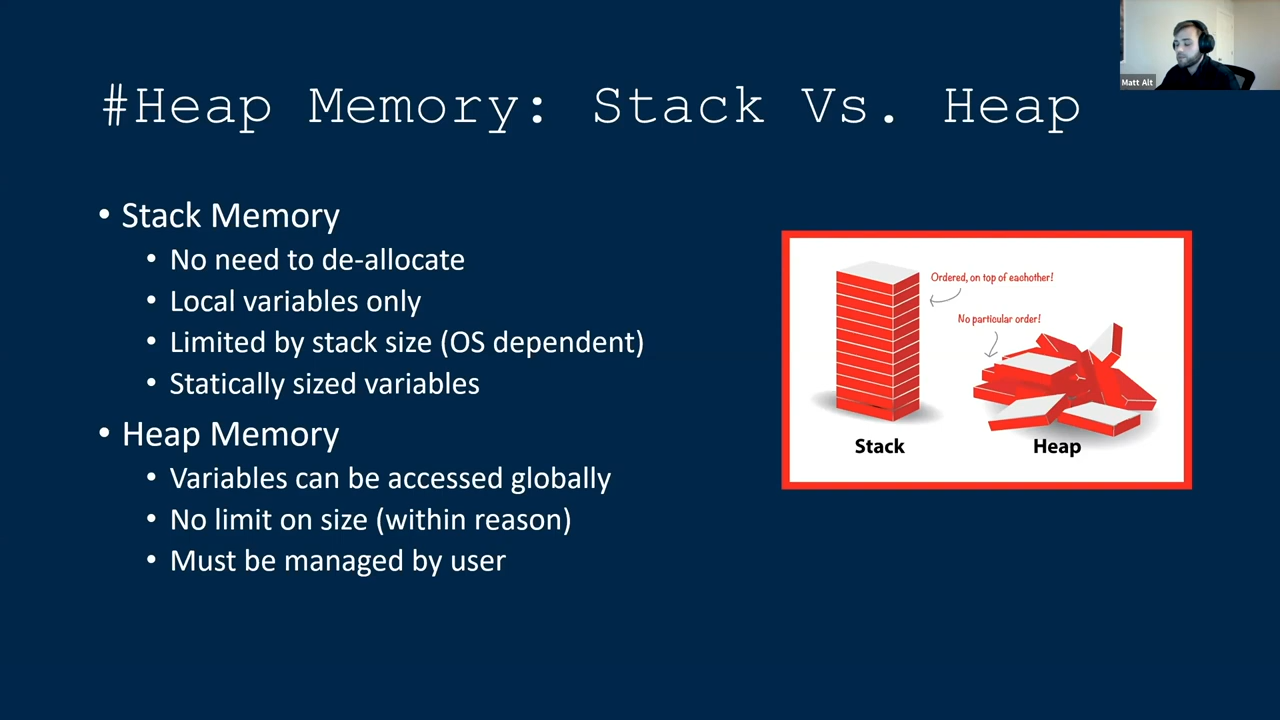 #Heap Memory: Stack Vs. Heap
Matt Alt
• Stack Memory
• No need to de-allocate
• Local variables only
• Limited by stack size (OS dependent)
• Statically sized variables
• Heap Memory
• Variables can be accessed globally
• No limit on size (within reason)
• Must be managed by user
Ordered, on top of eachother!
No particular order!
Stack
Heap